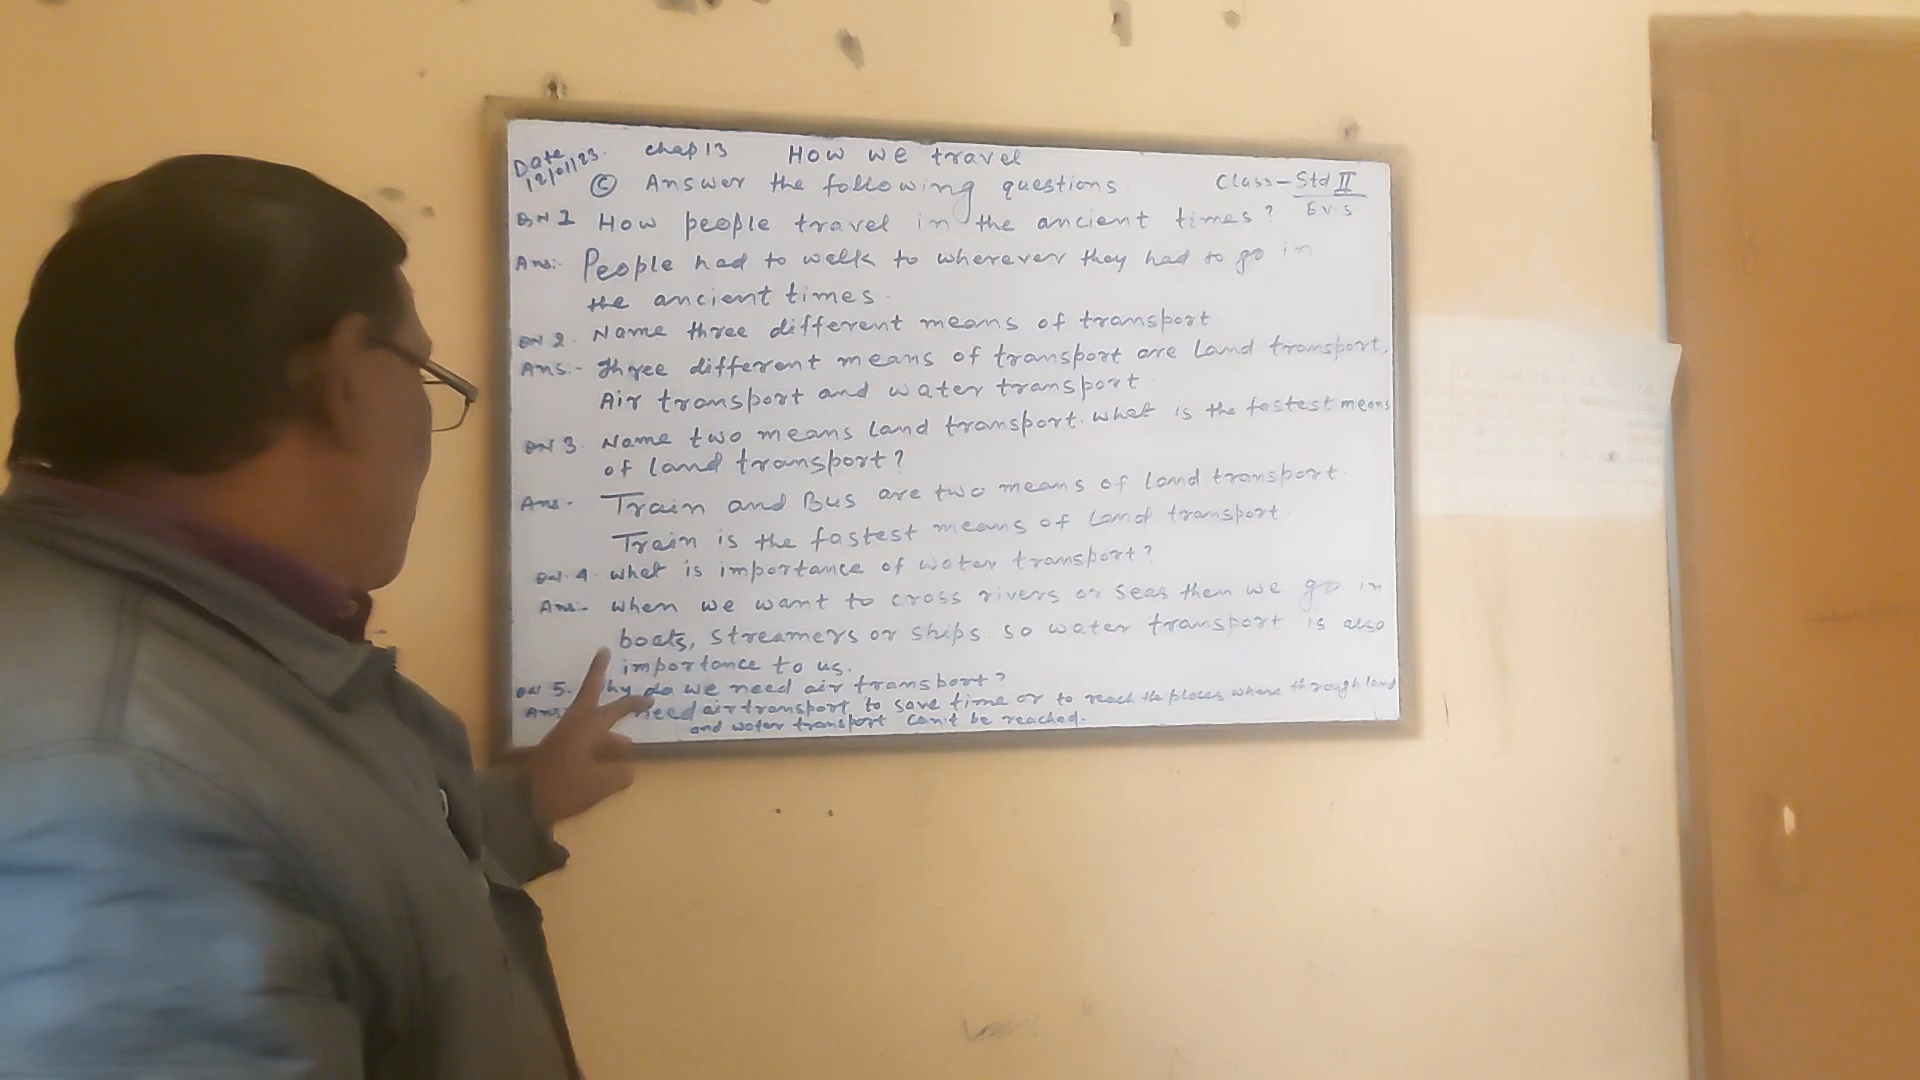 Date 12/01/23. Chap 13 How we travel
© Answer the following questions. Class - Std II
EV.S
QN 1 How people travel in the ancient times?
Ans:- People had to walk to wherever they had to go in
the ancient times.
QN 2. Name three different means of transport.
Ans:- Three different means of transport are Land transport,
Air transport and water transport.
QN 3. Name two means Land transport. what is the fastest means
of land transport?
Ans- Train and Bus are two means of land transport.
Train is the fastest means of Land transport.
QN. 4. what is importance of water transport?
Ans:- when we want to cross rivers or seas then we go in
boats, streamers or ships. so water transport is also
importance to us.
QN 5. hy do we need air transport?
Ans need air transport to save time or to reach the places where through land
and water transport can't be reached.